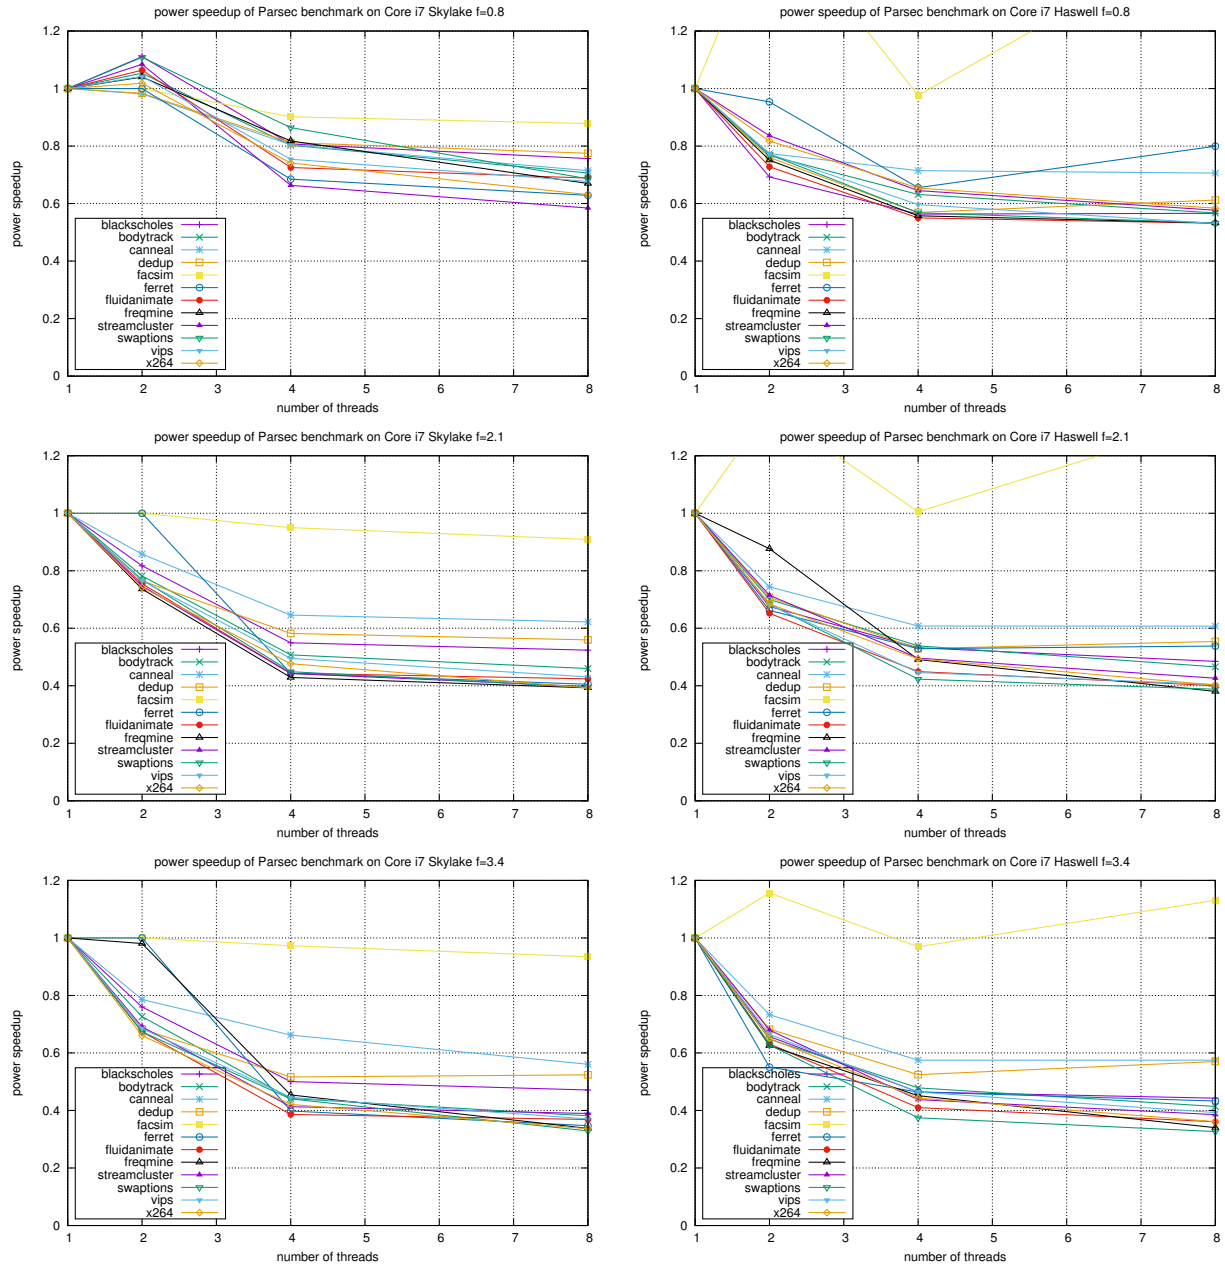 power speedup of Parsec benchmark on Core i7 Skylake f=0.8
1.2
1
0.8
0.6
0.4
0.2
0
power speedup
blackscholes
bodytrack
canneal
dedup
facsim
ferret
fluidanimate
freqmine
streamcluster
swaptions
vips
x264
1 2 3 4 5 6 7 8
number of threads
power speedup of Parsec benchmark on Core i7 Haswell f=0.8
1.2
1
0.8
0.6
0.4
0.2
0
power speedup
blackscholes
bodytrack
canneal
dedup
facsim
ferret
fluidanimate
freqmine
streamcluster
swaptions
vips
x264
1 2 3 4 5 6 7 8
number of threads
power speedup of Parsec benchmark on Core i7 Skylake f=2.1
1.2
1
0.8
0.6
0.4
0.2
0
power speedup
blackscholes
bodytrack
canneal
dedup
facsim
ferret
fluidanimate
freqmine
streamcluster
swaptions
vips
x264
1 2 3 4 5 6 7 8
number of threads
power speedup of Parsec benchmark on Core i7 Haswell f=2.1
1.2
1
0.8
0.6
0.4
0.2
0
power speedup
blackscholes
bodytrack
canneal
dedup
facsim
ferret
fluidanimate
freqmine
streamcluster
swaptions
vips
x264
1 2 3 4 5 6 7 8
number of threads
power speedup of Parsec benchmark on Core i7 Skylake f=3.4
1.2
1
0.8
0.6
0.4
0.2
0
power speedup
blackscholes
bodytrack
canneal
dedup
facsim
ferret
fluidanimate
freqmine
streamcluster
swaptions
vips
x264
1 2 3 4 5 6 7 8
number of threads
power speedup of Parsec benchmark on Core i7 Haswell f=3.4
1.2
1
0.8
0.6
0.4
0.2
0
power speedup
blackscholes
bodytrack
canneal
dedup
facsim
ferret
fluidanimate
freqmine
streamcluster
swaptions
vips
x264
1 2 3 4 5 6 7 8
number of threads